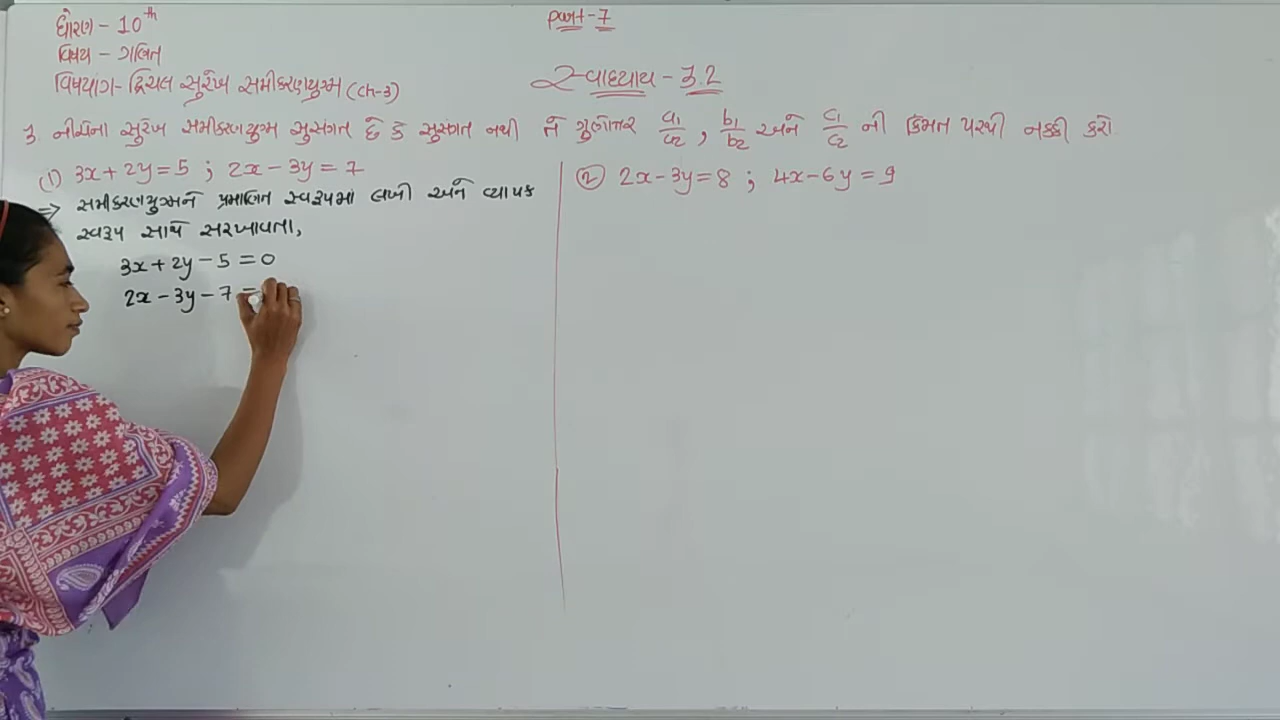 ધોરણ - 10th
વિષય - ગણિત
વિષયાંગ - દ્વિચલ સુરેખ સમીકરણયુગ્મ (ch-3)
part-7
સ્વાધ્યાય - 3.2
3. નીચેના સુરેખ સમીકરણયુગ્મ સુસંગત છે કે સુસંગત નથી તે ગુણોત્તર a₁/a₂, b₁/b₂ અને c₁/c₂ ની કિંમત પરથી નક્કી કરો.
(1) 3x + 2y = 5 ; 2x - 3y = 7
⇒ સમીકરણયુગ્મને પ્રમાણિત સ્વરૂપમાં લખી અને વ્યાપક
સ્વરૂપ સાથે સરખાવતા,
3x + 2y - 5 = 0
2x - 3y - 7 =
② 2x - 3y = 8 ; 4x - 6y = 9